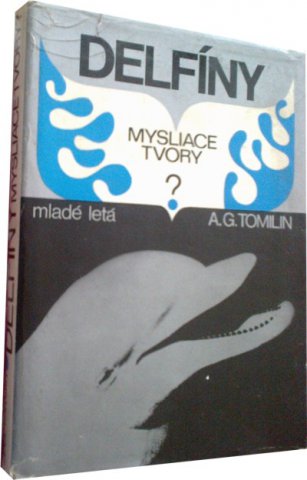 DELFÍNY
MYSLIACE
TVORY
?
mladé letá A.G.TOMILIN
DELFÍNY MYSLIACE TVORY